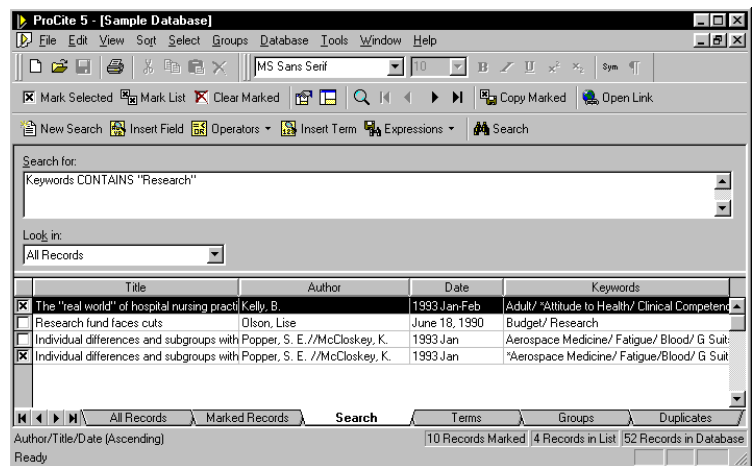 ProCite 5 - [Sample Database]
File Edit View Sort Select Groups Database Tools Window Help
MS Sans Serif 10 B Z U x² x₂ Sym ¶
Mark Selected Mark List Clear Marked Copy Marked Open Link
New Search Insert Field Operators Insert Term Expressions Search
Search for:
Keywords CONTAINS "Research"
Look in:
All Records
Title Author Date Keywords
The "real world" of hospital nursing practi Kelly, B. 1993 Jan-Feb Adult/ *Attitude to Health/ Clinical Competenc
Research fund faces cuts Olson, Lise June 18, 1990 Budget/ Research
Individual differences and subgroups with Popper, S. E.//McCloskey, K. 1993 Jan Aerospace Medicine/ Fatigue/ Blood/ G Suit
Individual differences and subgroups with Popper, S. E. //McCloskey, K. 1993 Jan *Aerospace Medicine/ Fatigue/Blood/ G Suit
All Records Marked Records Search Terms Groups Duplicates
Author/Title/Date (Ascending) 10 Records Marked 4 Records in List 52 Records in Database
Ready